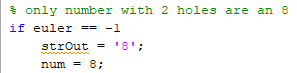 % only number with 2 holes are an 8
if euler == -1
strOut = '8';
num = 8;